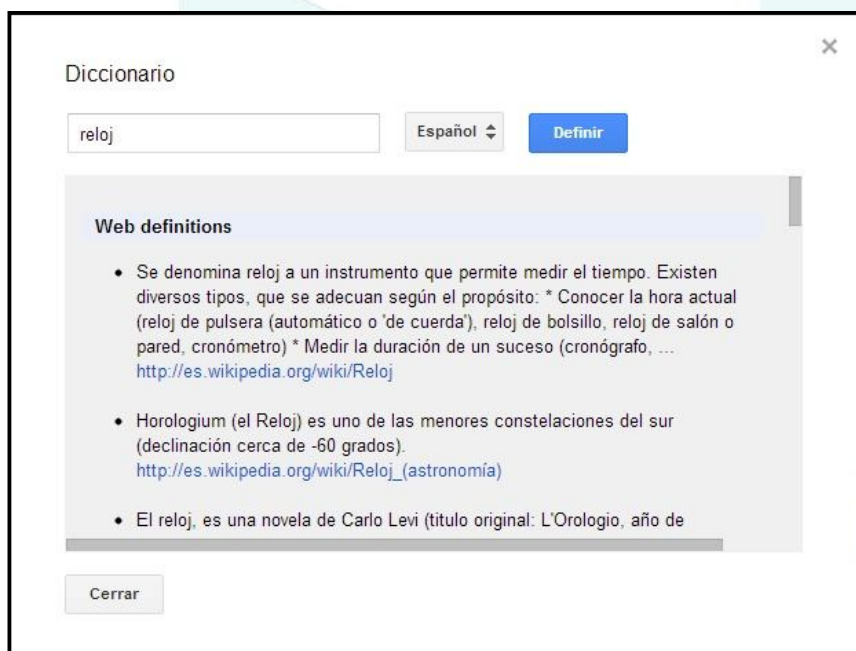 Diccionario
reloj
Español
Definir
Web definitions
• Se denomina reloj a un instrumento que permite medir el tiempo. Existen
diversos tipos, que se adecuan según el propósito: * Conocer la hora actual
(reloj de pulsera (automático o 'de cuerda'), reloj de bolsillo, reloj de salón o
pared, cronómetro) * Medir la duración de un suceso (cronógrafo, ...
http://es.wikipedia.org/wiki/Reloj
• Horologium (el Reloj) es uno de las menores constelaciones del sur
(declinación cerca de -60 grados).
http://es.wikipedia.org/wiki/Reloj_(astronomía)
• El reloj, es una novela de Carlo Levi (titulo original: L'Orologio, año de
Cerrar